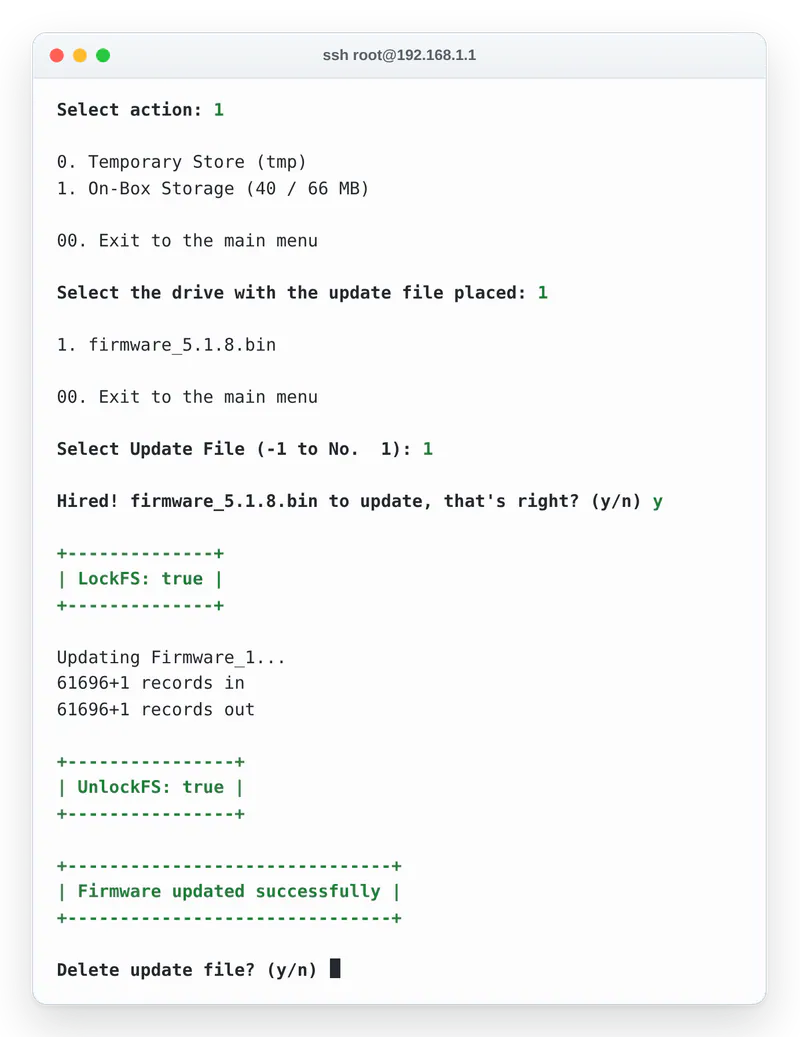 ssh root@192.168.1.1
Select action: 1
0. Temporary Store (tmp)
1. On-Box Storage (40 / 66 MB)
00. Exit to the main menu
Select the drive with the update file placed: 1
1. firmware_5.1.8.bin
00. Exit to the main menu
Select Update File (-1 to No.  1): 1
Hired! firmware_5.1.8.bin to update, that's right? (y/n) y
+--------------+
| LockFS: true |
+--------------+
Updating Firmware_1...
61696+1 records in
61696+1 records out
+----------------+
| UnlockFS: true |
+----------------+
+-------------------------------+
| Firmware updated successfully |
+-------------------------------+
Delete update file? (y/n)